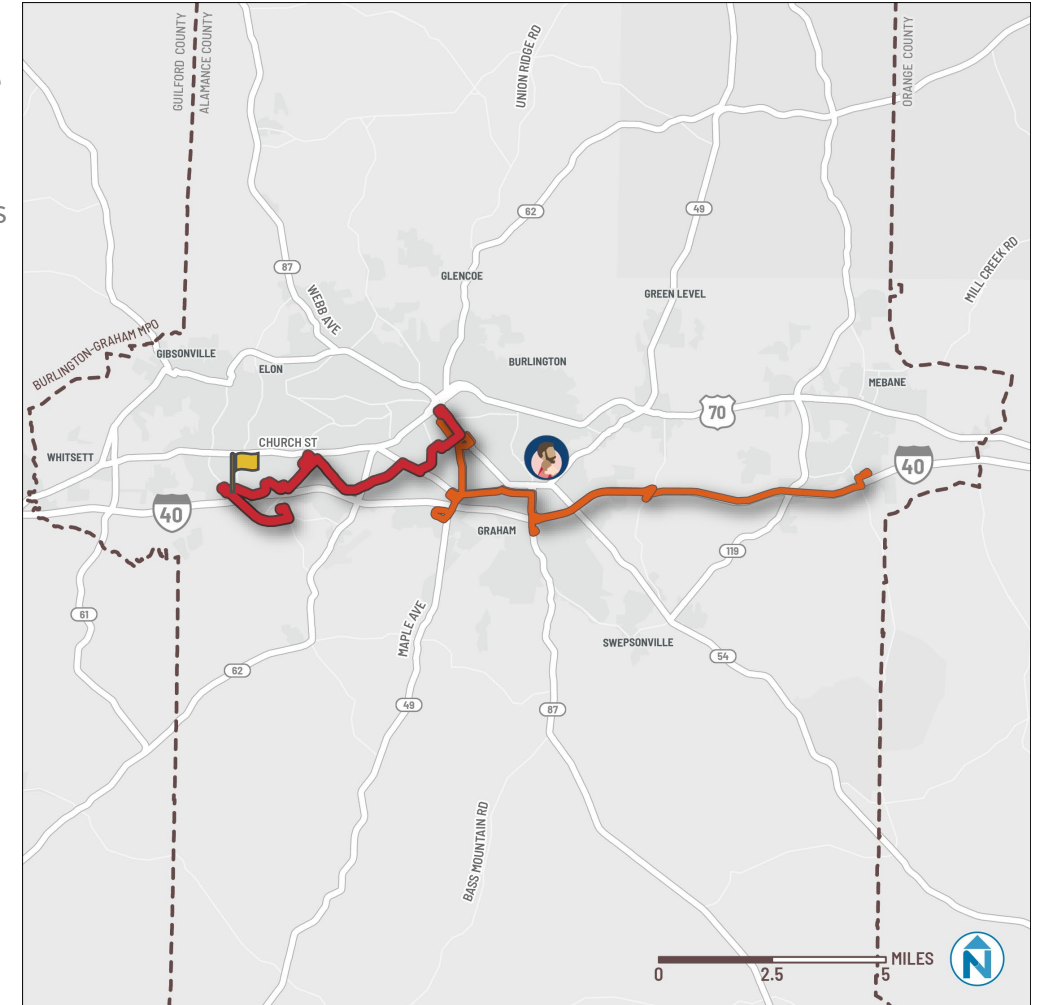 S
GUILFORD COUNTY
ALAMANCE COUNTY
UNION RIDGE RD
ORANGE COUNTY
62
49
87
MILL CREEK RD
GLENCOE
GREEN LEVEL
WEBB AVE
BURLINGTON-GRAHAM MPO
GIBSONVILLE
ELON
BURLINGTON
MEBANE
70
CHURCH ST
WHITSETT
40
40
GRAHAM
119
61
MAPLE AVE
SWEPSONVILLE
54
62
49
87
BASS MOUNTAIN RD
MILES
0
2.5
5
N